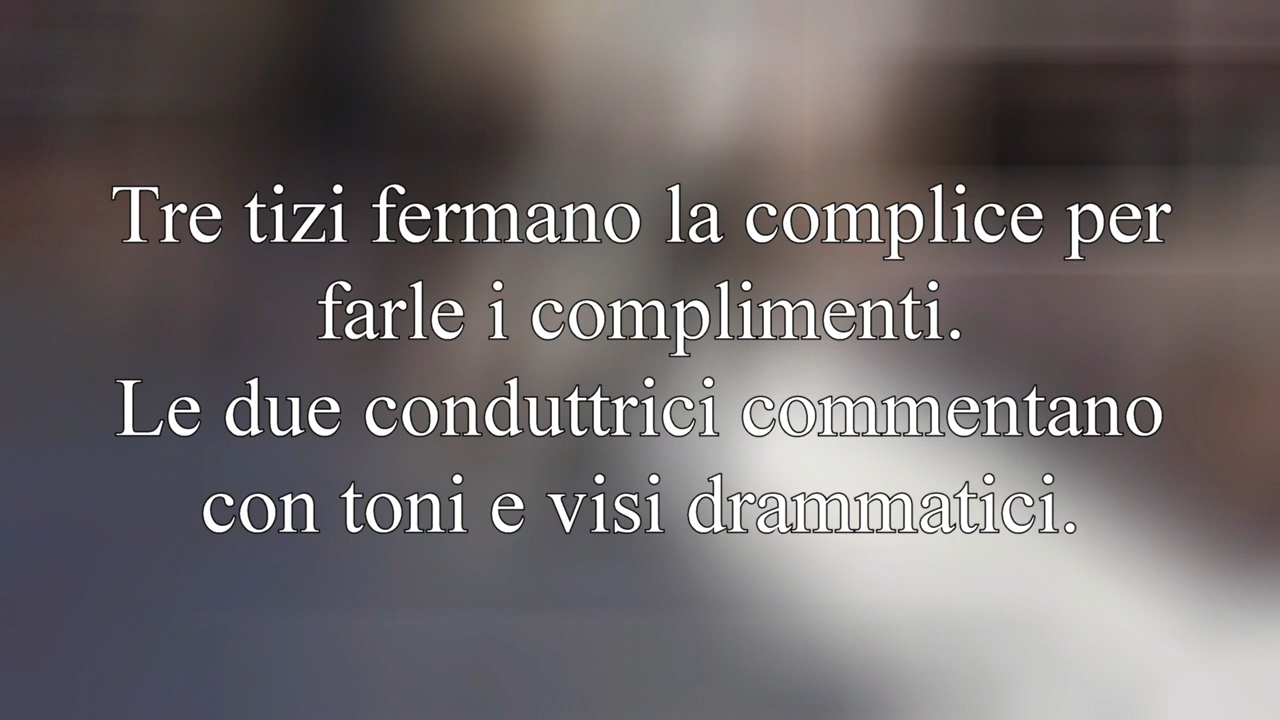 Tre tizi fermano la complice per
farle i complimenti.
Le due conduttrici commentano
con toni e visi drammatici.